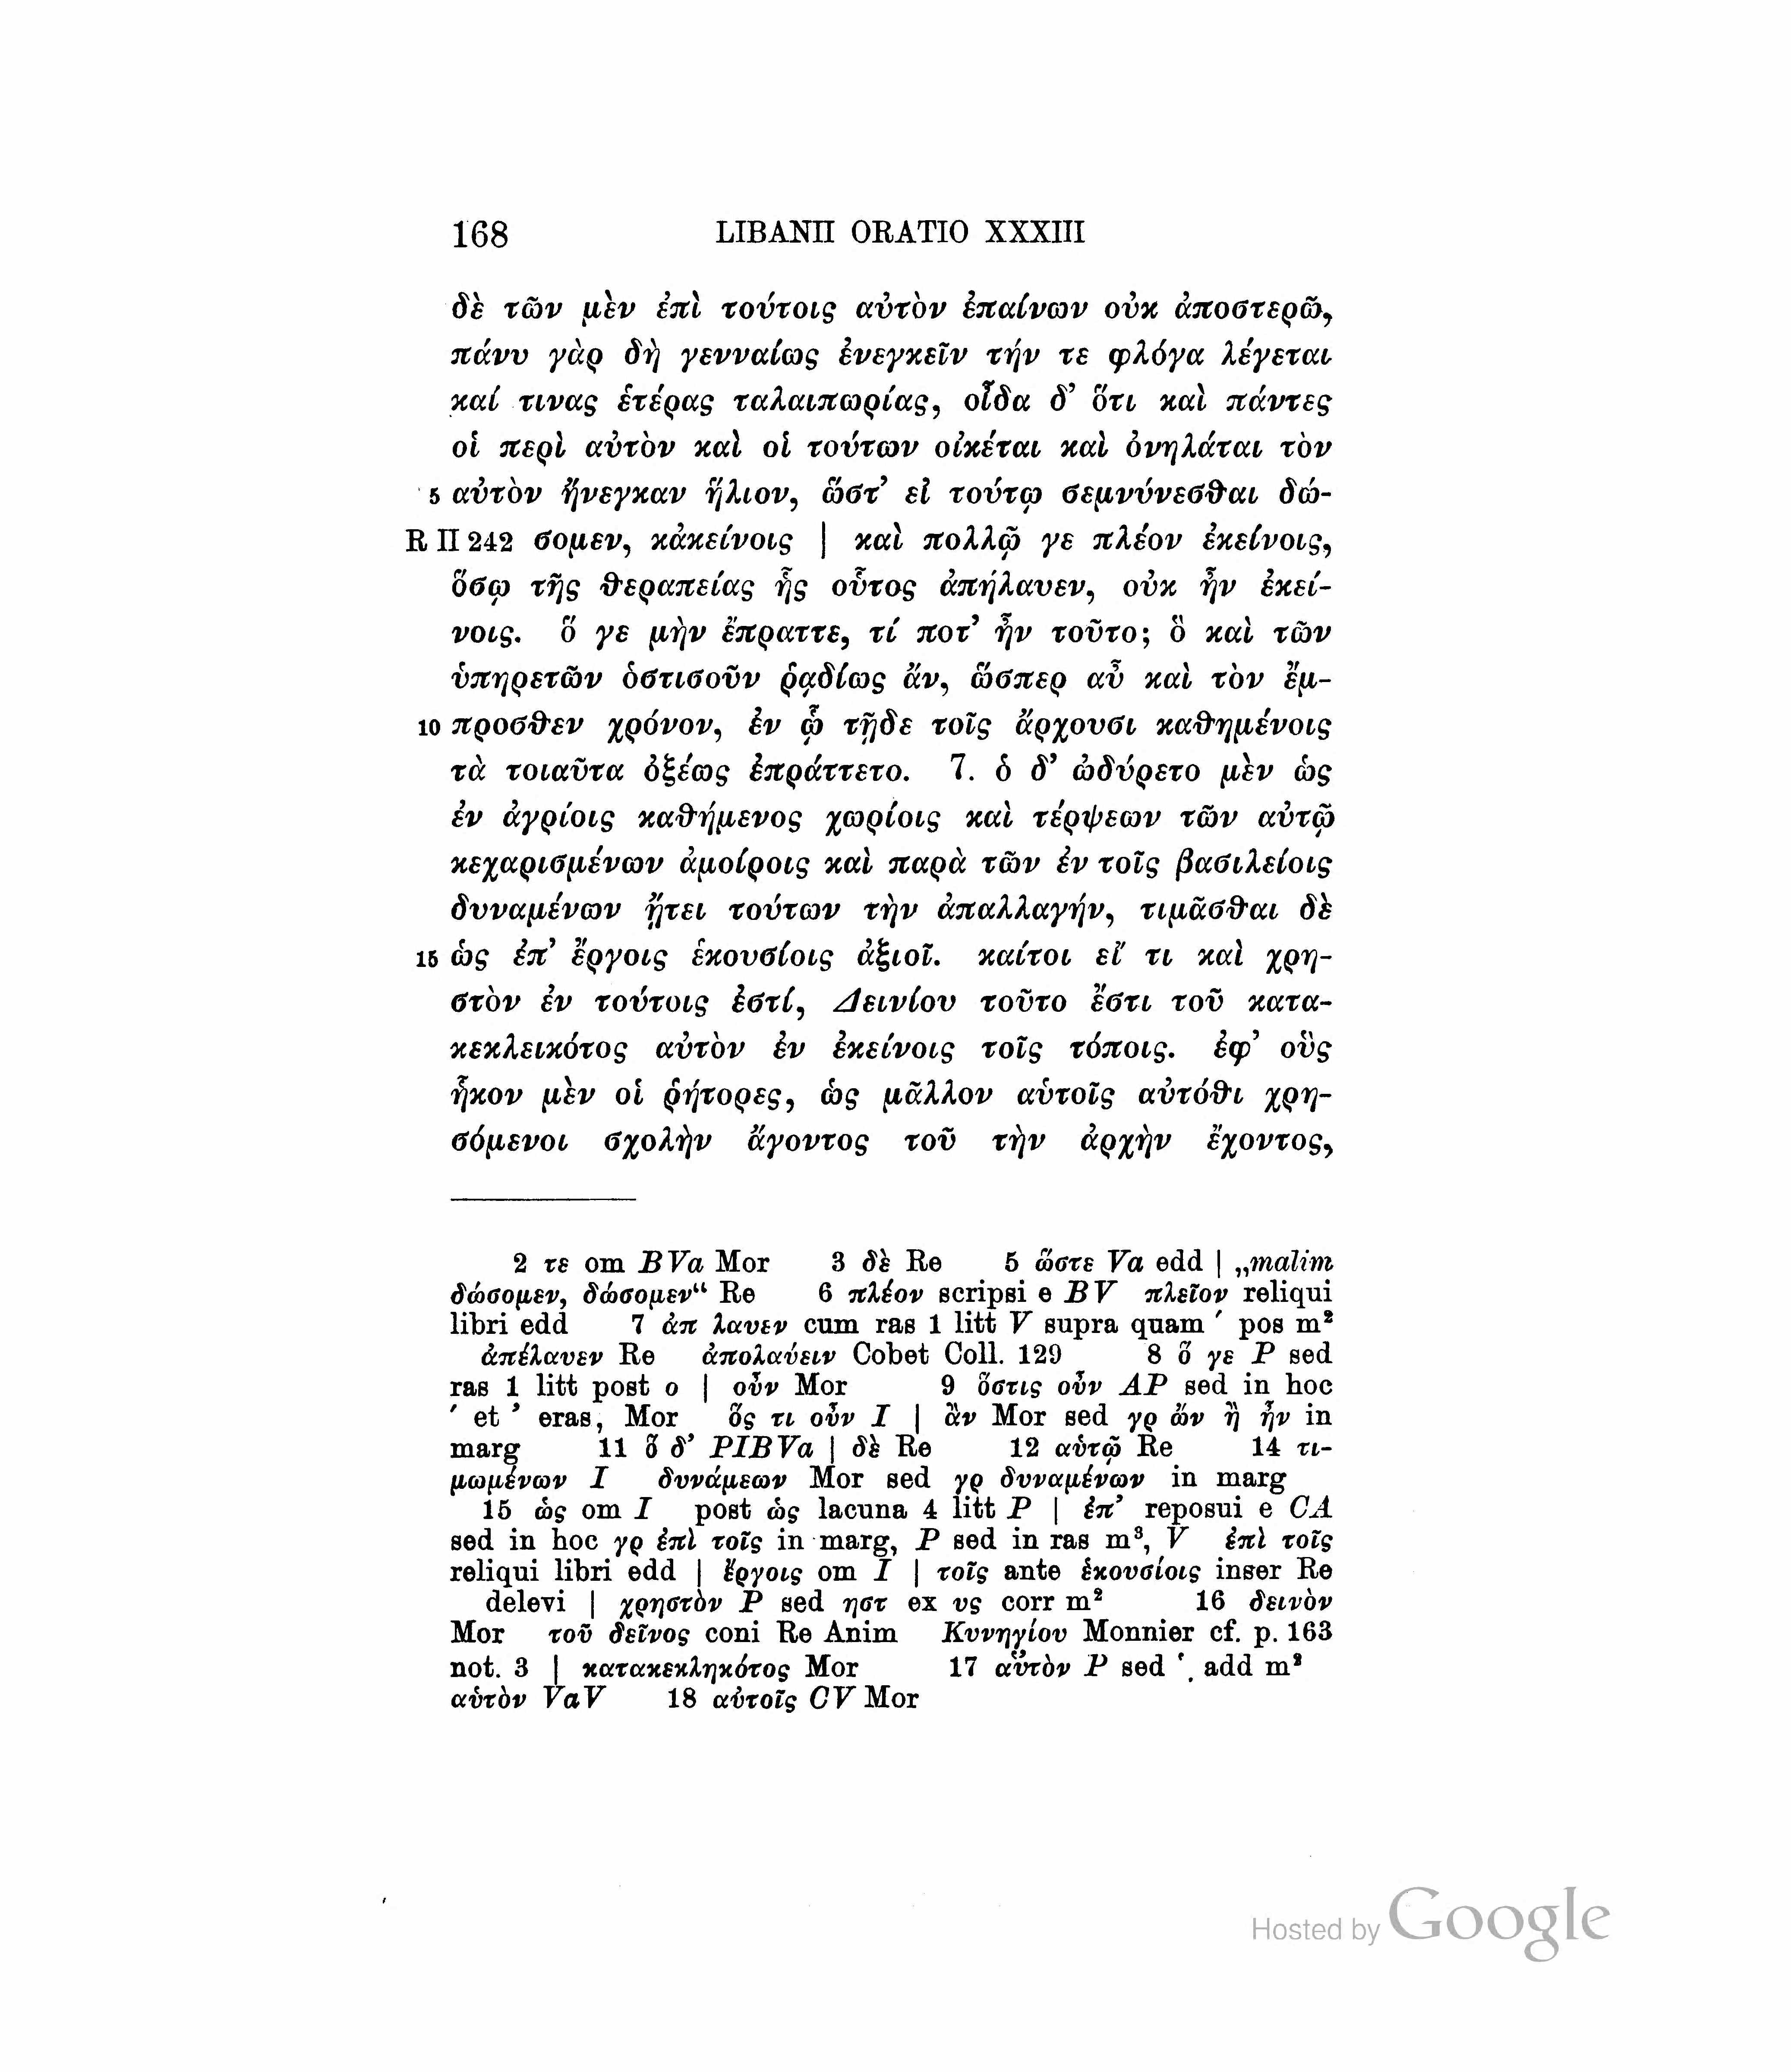 168 LIBANII ORATIO XXXIII
δὲ τῶν μὲν ἐπὶ τούτοις αὐτὸν ἐπαίνων οὐκ ἀποστερῶ,
πάνυ γὰρ δὴ γενναίως ἐνεγκεῖν τήν τε φλόγα λέγεται
καί τινας ἑτέρας ταλαιπωρίας, οἶδα δ’ ὅτι καὶ πάντες
οἱ περὶ αὐτὸν καὶ οἱ τούτων οἰκέται καὶ ὀνηλάται τὸν
5 αὐτὸν ἤνεγκαν ἥλιον, ὥστ’ εἰ τούτῳ σεμνύνεσθαι δώ-
R II 242 σομεν, κἀκείνοις | καὶ πολλῷ γε πλέον ἐκείνοις,
ὅσῳ τῆς θεραπείας ἧς οὗτος ἀπήλαυεν, οὐκ ἦν ἐκεί-
νοις. ὅ γε μὴν ἔπραττε, τί ποτ’ ἦν τοῦτο; ὃ καὶ τῶν
ὑπηρετῶν ὁστισοῦν ῥᾳδίως ἄν, ὥσπερ αὖ καὶ τὸν ἔμ-
10 προσθεν χρόνον, ἐν ᾧ τῇδε τοῖς ἄρχουσι καθημένοις
τὰ τοιαῦτα ὀξέως ἐπράττετο. 7. ὁ δ’ ὠδύρετο μὲν ὡς
ἐν ἀγρίοις καθήμενος χωρίοις καὶ τέρψεων τῶν αὐτῷ
κεχαρισμένων ἀμοίροις καὶ παρὰ τῶν ἐν τοῖς βασιλείοις
δυναμένων ᾔτει τούτων τὴν ἀπαλλαγήν, τιμᾶσθαι δὲ
15 ὡς ἐπ’ ἔργοις ἑκουσίοις ἀξιοῖ. καίτοι εἴ τι καὶ χρη-
στὸν ἐν τούτοις ἐστί, Δεινίου τοῦτο ἔστι τοῦ κατα-
κεκλεικότος αὐτὸν ἐν ἐκείνοις τοῖς τόποις. ἐφ’ οὓς
ἧκον μὲν οἱ ῥήτορες, ὡς μᾶλλον αὑτοῖς αὐτόθι χρη-
σόμενοι σχολὴν ἄγοντος τοῦ τὴν ἀρχὴν ἔχοντος,
2 τε om BVa Mor 3 δὲ Re 5 ὥστε Va edd | „malim
δώσομεν, δώσομεν“ Re 6 πλέον scripsi e BV πλεῖον reliqui
libri edd 7 ἀπ λαυεν cum ras 1 litt V supra quam ′ pos m²
ἀπέλαυεν Re ἀπολαύειν Cobet Coll. 129 8 ὅ γε P sed
ras 1 litt post ο | οὖν Mor 9 ὅστις οὖν AP sed in hoc
′ et ’ eras, Mor ὅς τι οὖν I | ἂν Mor sed γρ ὤν ἢ ἦν in
marg 11 ὅ δ’ PIBVa | δὲ Re 12 αὑτῷ Re 14 τι-
μωμένων I δυνάμεων Mor sed γρ δυναμένων in marg
15 ὡς om I post ὡς lacuna 4 litt P | ἐπ’ reposui e CA
sed in hoc γρ ἐπὶ τοῖς in marg, P sed in ras m³, V ἐπὶ τοῖς
reliqui libri edd | ἔργοις om I | τοῖς ante ἑκουσίοις inser Re
delevi | χρηστὸν P sed ηστ ex υς corr m² 16 δεινὸν
Mor τοῦ δεῖνος coni Re Anim Κυνηγίου Monnier cf. p. 163
not. 3 | κατακεκληκότος Mor 17 αὐτὸν P sed ‛. add m²
αὑτὸν VaV 18 αὐτοῖς CV Mor
Hosted by Google